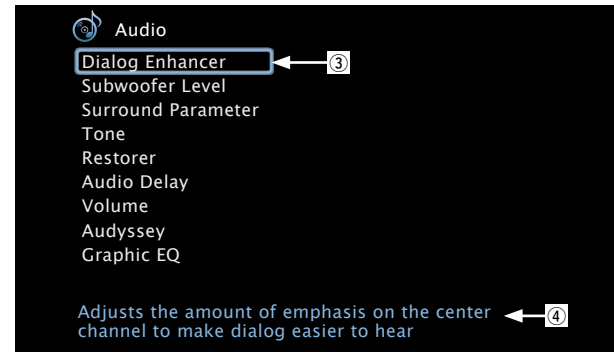 Audio
Dialog Enhancer
③
Subwoofer Level
Surround Parameter
Tone
Restorer
Audio Delay
Volume
Audyssey
Graphic EQ
Adjusts the amount of emphasis on the center
④
channel to make dialog easier to hear